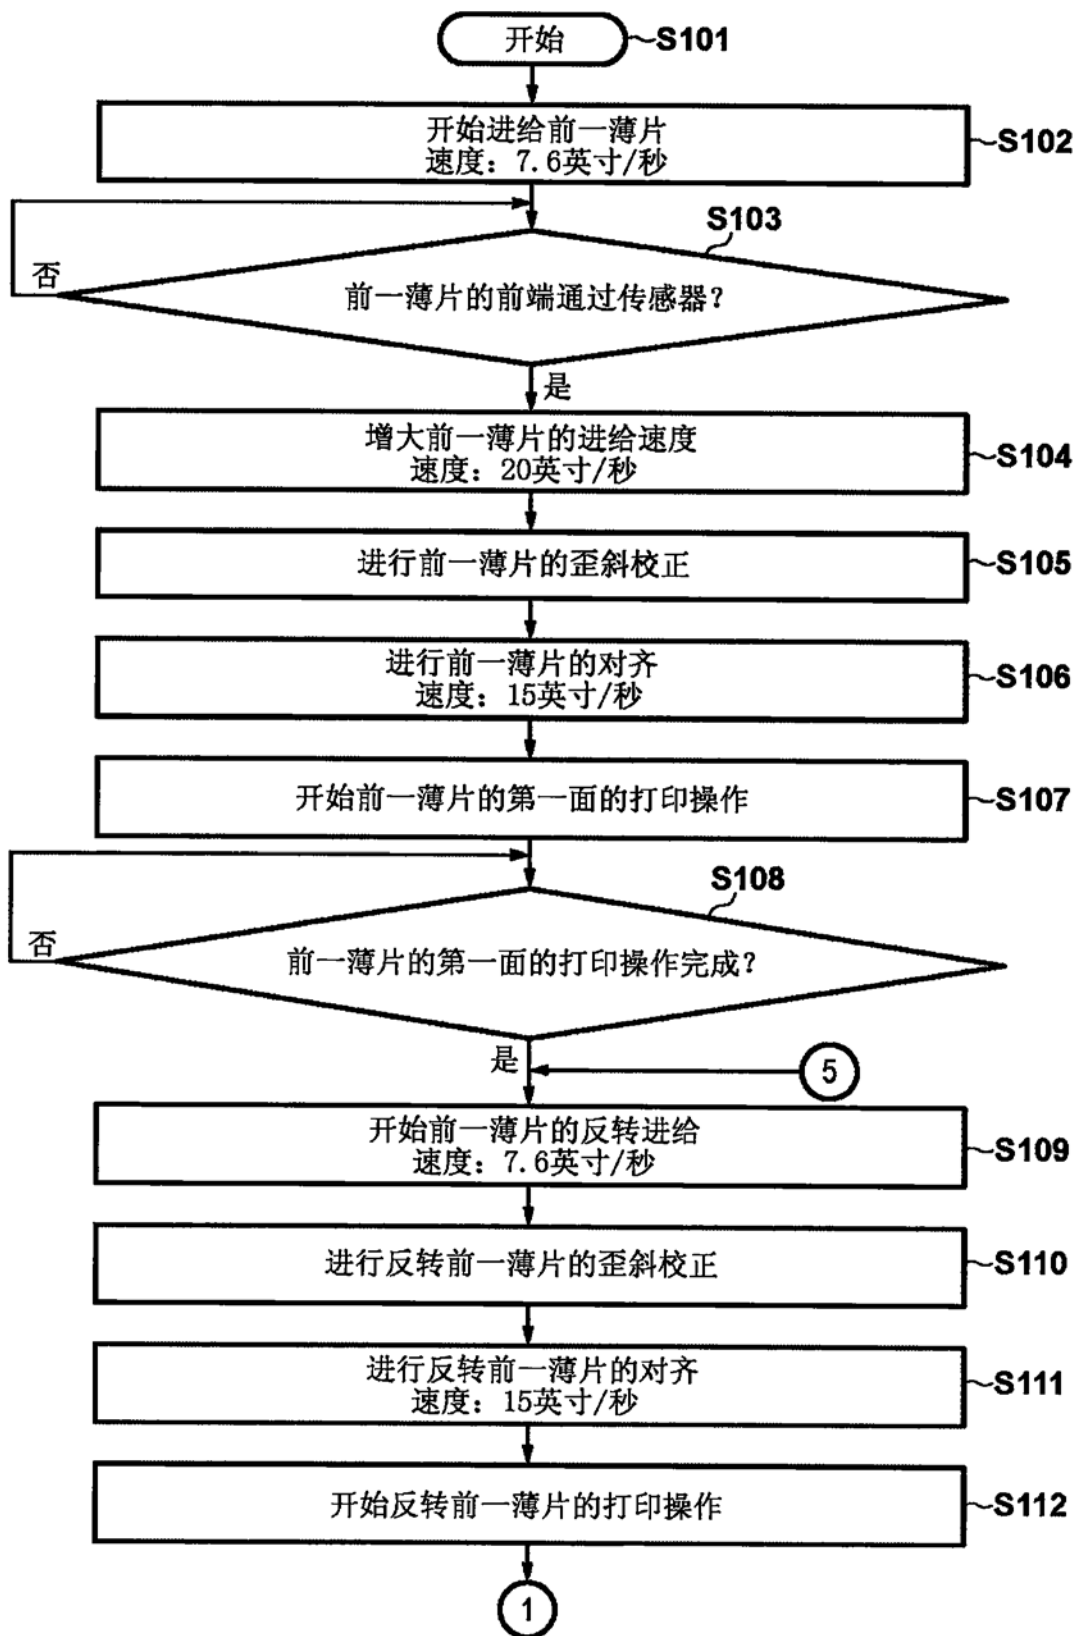 开始
S101
开始进给前一薄片
速度：7.6英寸/秒
S102
S103
否
前一薄片的前端通过传感器？
是
增大前一薄片的进给速度
速度：20英寸/秒
S104
进行前一薄片的歪斜校正
S105
进行前一薄片的对齐
速度：15英寸/秒
S106
开始前一薄片的第一面的打印操作
S107
S108
否
前一薄片的第一面的打印操作完成？
是
5
开始前一薄片的反转进给
速度：7.6英寸/秒
S109
进行反转前一薄片的歪斜校正
S110
进行反转前一薄片的对齐
速度：15英寸/秒
S111
开始反转前一薄片的打印操作
S112
1